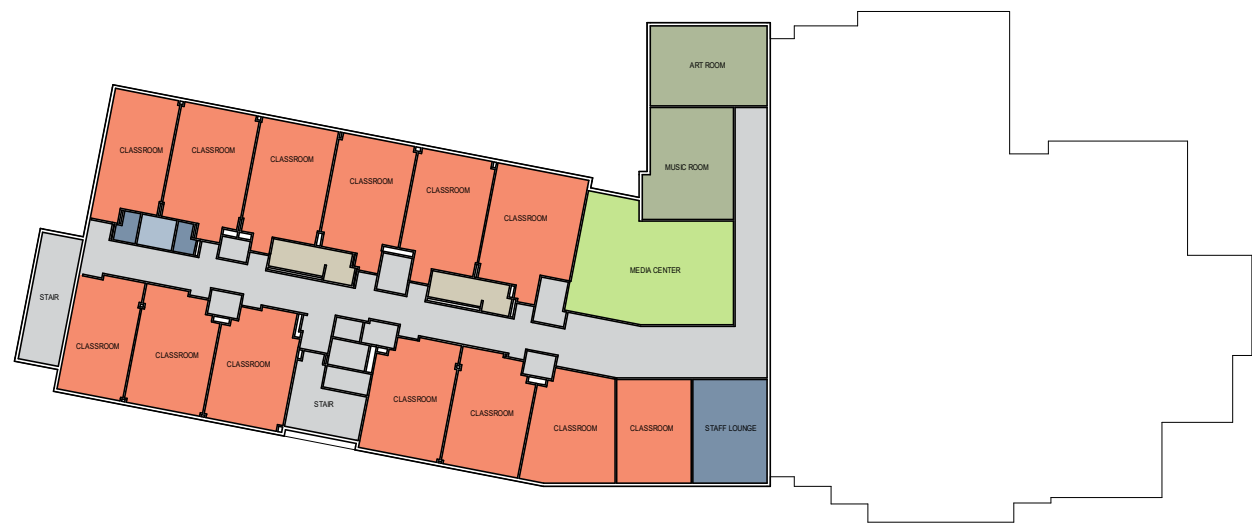 ART ROOM
CLASSROOM
CLASSROOM
CLASSROOM
CLASSROOM
MUSIC ROOM
CLASSROOM
CLASSROOM
MEDIA CENTER
STAIR
CLASSROOM
CLASSROOM
CLASSROOM
STAIR
CLASSROOM
CLASSROOM
CLASSROOM
CLASSROOM
STAFF LOUNGE